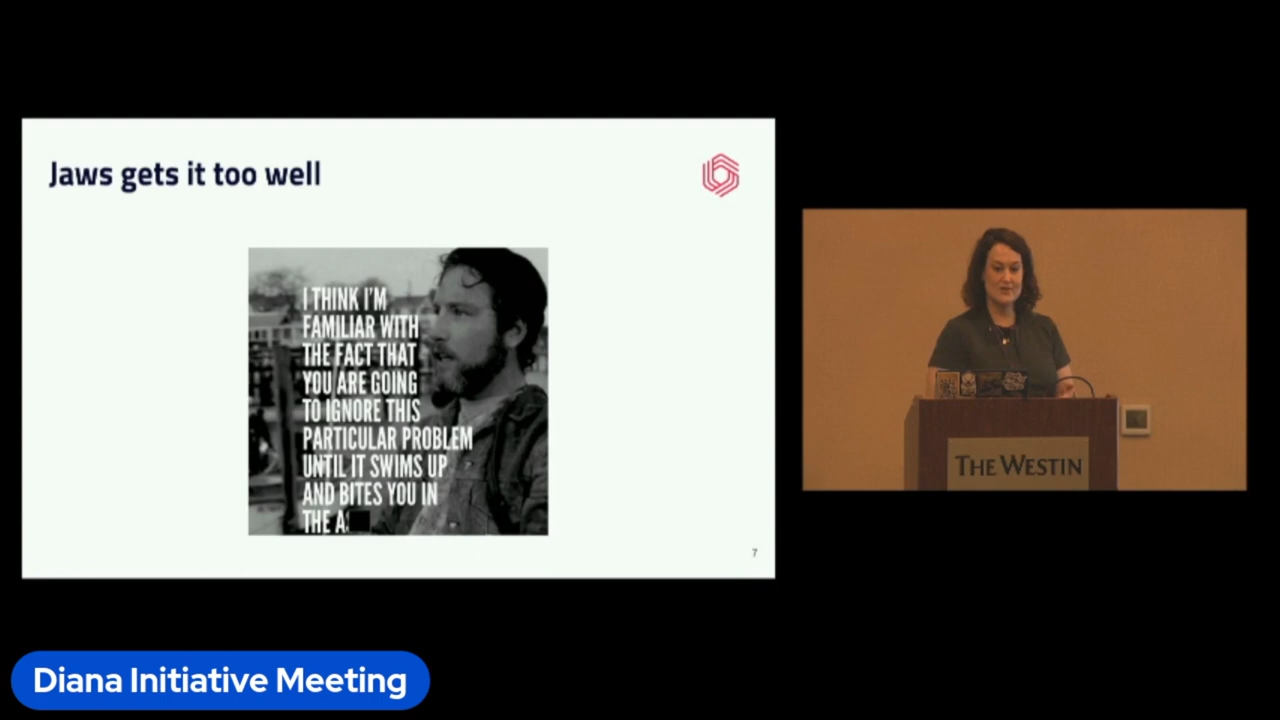 Jaws gets it too well
I THINK I'M
FAMILIAR WITH
THE FACT THAT
YOU ARE GOING
TO IGNORE THIS
PARTICULAR PROBLEM
UNTIL IT SWIMS UP
AND BITES YOU IN
THE A
7
THE WESTIN
Diana Initiative Meeting